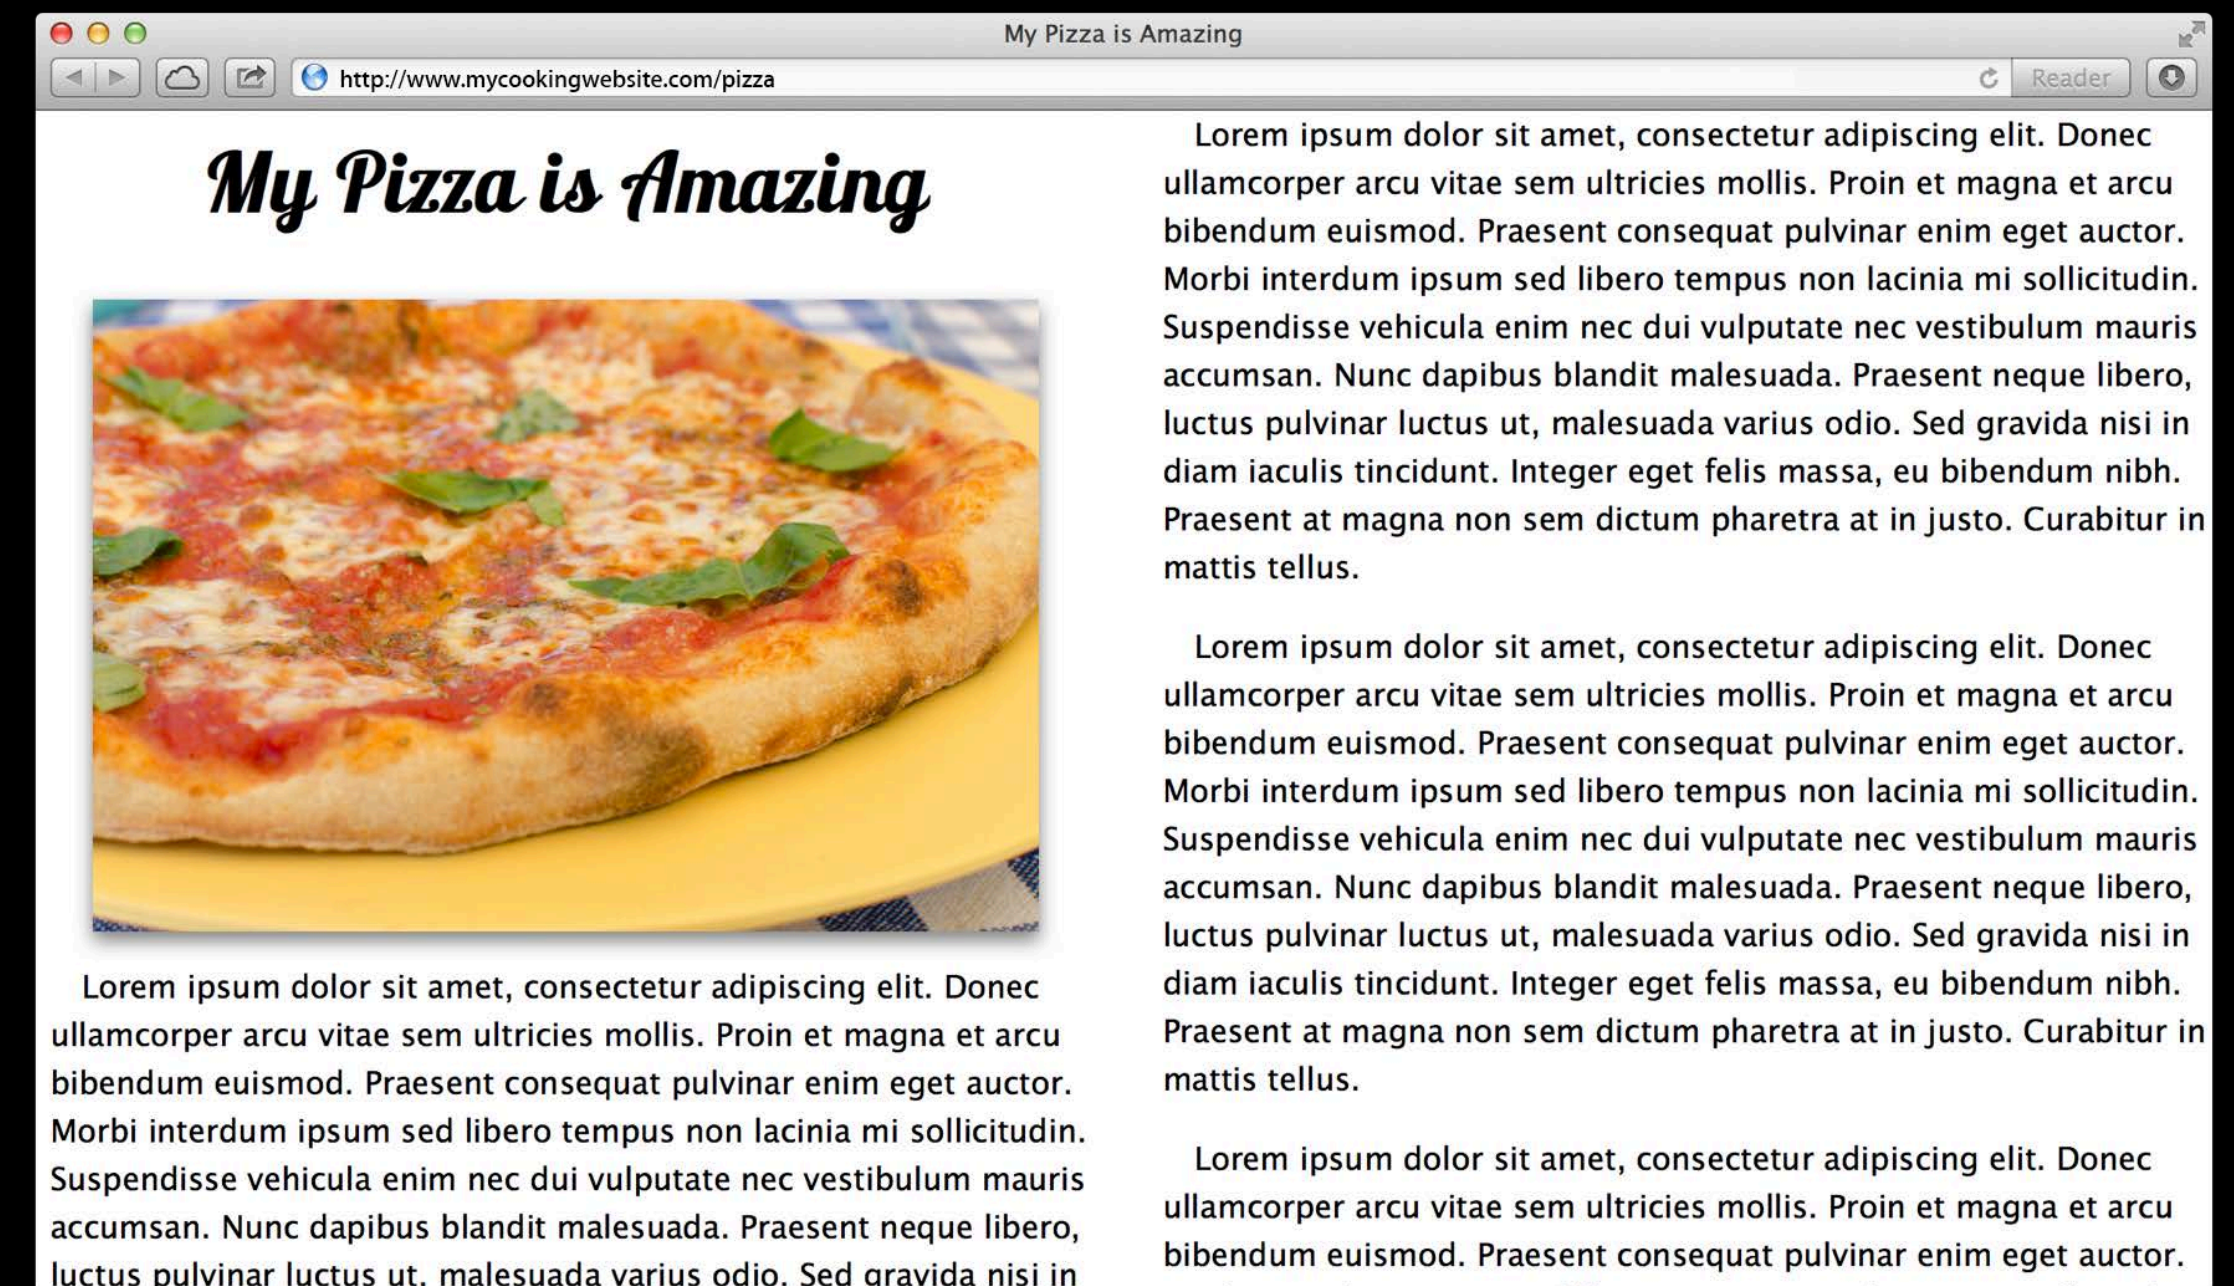 My Pizza is Amazing
http://www.mycookingwebsite.com/pizza
Reader
My Pizza is Amazing
Lorem ipsum dolor sit amet, consectetur adipiscing elit. Donec
ullamcorper arcu vitae sem ultricies mollis. Proin et magna et arcu
bibendum euismod. Praesent consequat pulvinar enim eget auctor.
Morbi interdum ipsum sed libero tempus non lacinia mi sollicitudin.
Suspendisse vehicula enim nec dui vulputate nec vestibulum mauris
accumsan. Nunc dapibus blandit malesuada. Praesent neque libero,
luctus pulvinar luctus ut, malesuada varius odio. Sed gravida nisi in
Lorem ipsum dolor sit amet, consectetur adipiscing elit. Donec
ullamcorper arcu vitae sem ultricies mollis. Proin et magna et arcu
bibendum euismod. Praesent consequat pulvinar enim eget auctor.
Morbi interdum ipsum sed libero tempus non lacinia mi sollicitudin.
Suspendisse vehicula enim nec dui vulputate nec vestibulum mauris
accumsan. Nunc dapibus blandit malesuada. Praesent neque libero,
luctus pulvinar luctus ut, malesuada varius odio. Sed gravida nisi in
diam iaculis tincidunt. Integer eget felis massa, eu bibendum nibh.
Praesent at magna non sem dictum pharetra at in justo. Curabitur in
mattis tellus.
Lorem ipsum dolor sit amet, consectetur adipiscing elit. Donec
ullamcorper arcu vitae sem ultricies mollis. Proin et magna et arcu
bibendum euismod. Praesent consequat pulvinar enim eget auctor.
Morbi interdum ipsum sed libero tempus non lacinia mi sollicitudin.
Suspendisse vehicula enim nec dui vulputate nec vestibulum mauris
accumsan. Nunc dapibus blandit malesuada. Praesent neque libero,
luctus pulvinar luctus ut, malesuada varius odio. Sed gravida nisi in
diam iaculis tincidunt. Integer eget felis massa, eu bibendum nibh.
Praesent at magna non sem dictum pharetra at in justo. Curabitur in
mattis tellus.
Lorem ipsum dolor sit amet, consectetur adipiscing elit. Donec
ullamcorper arcu vitae sem ultricies mollis. Proin et magna et arcu
bibendum euismod. Praesent consequat pulvinar enim eget auctor.